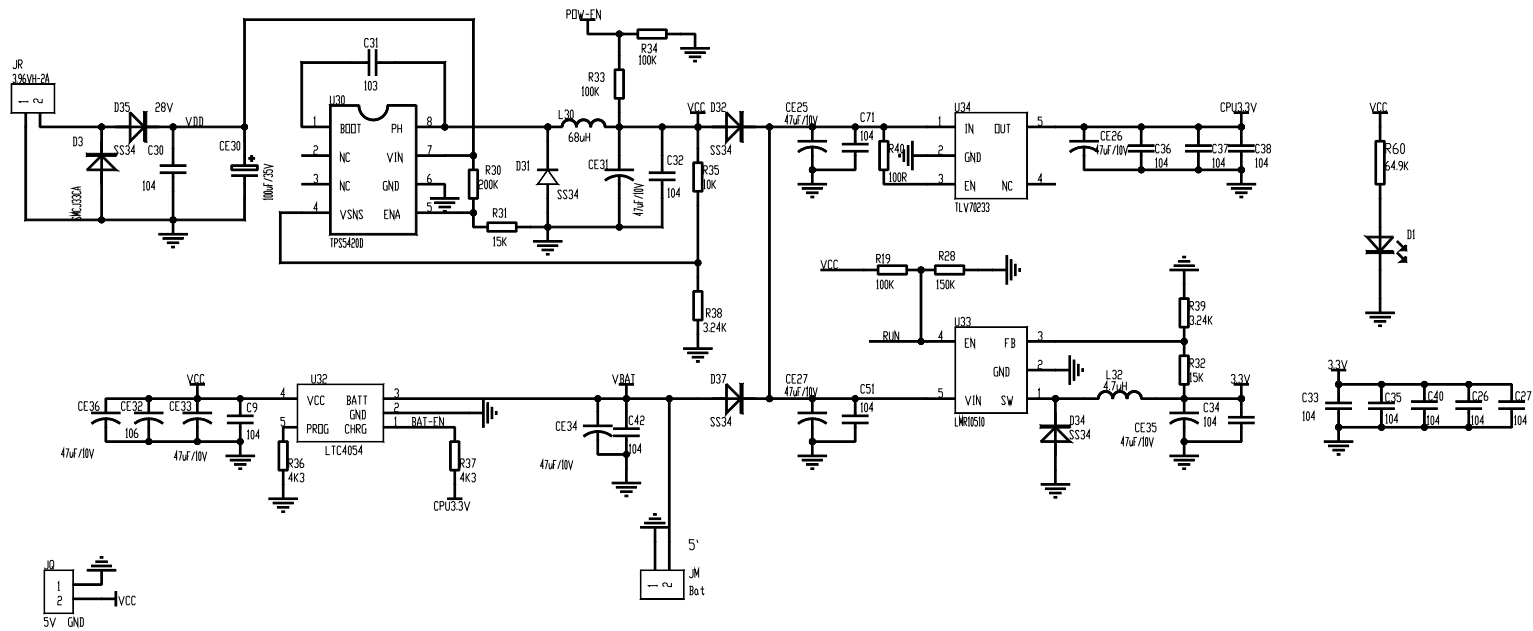 POW-EN
R34
100K
C31
103
R33
100K
JR
3.96VH-2A
1 2
D35
28V
VDD
D3
SMCJ33CA
C30
104
CE30
100uF/35V
U30
1 BOOT PH 8
2 NC VIN 7
3 NC GND 6
4 VSNS ENA 5
TPS5420D
R30
200K
R31
15K
L30
68uH
D31
SS34
CE31
47uF/10V
C32
104
VCC
D32
SS34
R35
10K
R38
3.24K
CE25
47uF/10V
C71
104
R40
100R
U34
1 IN OUT 5
2 GND
3 EN NC 4
TLV70233
CPU3.3V
CE26
47uF/10V
C36
104
C37
104
C38
104
VCC
R60
64.9K
D1
VCC
R19
100K
R28
150K
RUN
U33
4 EN FB 3
GND 2
5 VIN SW 1
LMR10510
R39
3.24K
R32
15K
L32
4.7uH
D34
SS34
CE35
47uF/10V
C34
104
3.3V
3.3V
C33
104
C35
104
C40
104
C26
104
C27
104
VCC
CE36
47uF/10V
CE32
106
CE33
47uF/10V
C9
104
U32
4 VCC BATT 3
GND 2
5 PROG CHRG 1
LTC4054
BAT-EN
R36
4K3
R37
4K3
CPU3.3V
VBAT
CE34
47uF/10V
C42
104
D37
SS34
CE27
47uF/10V
C51
104
5'
JM
Bat
1 2
JQ
1
2
VCC
5V GND